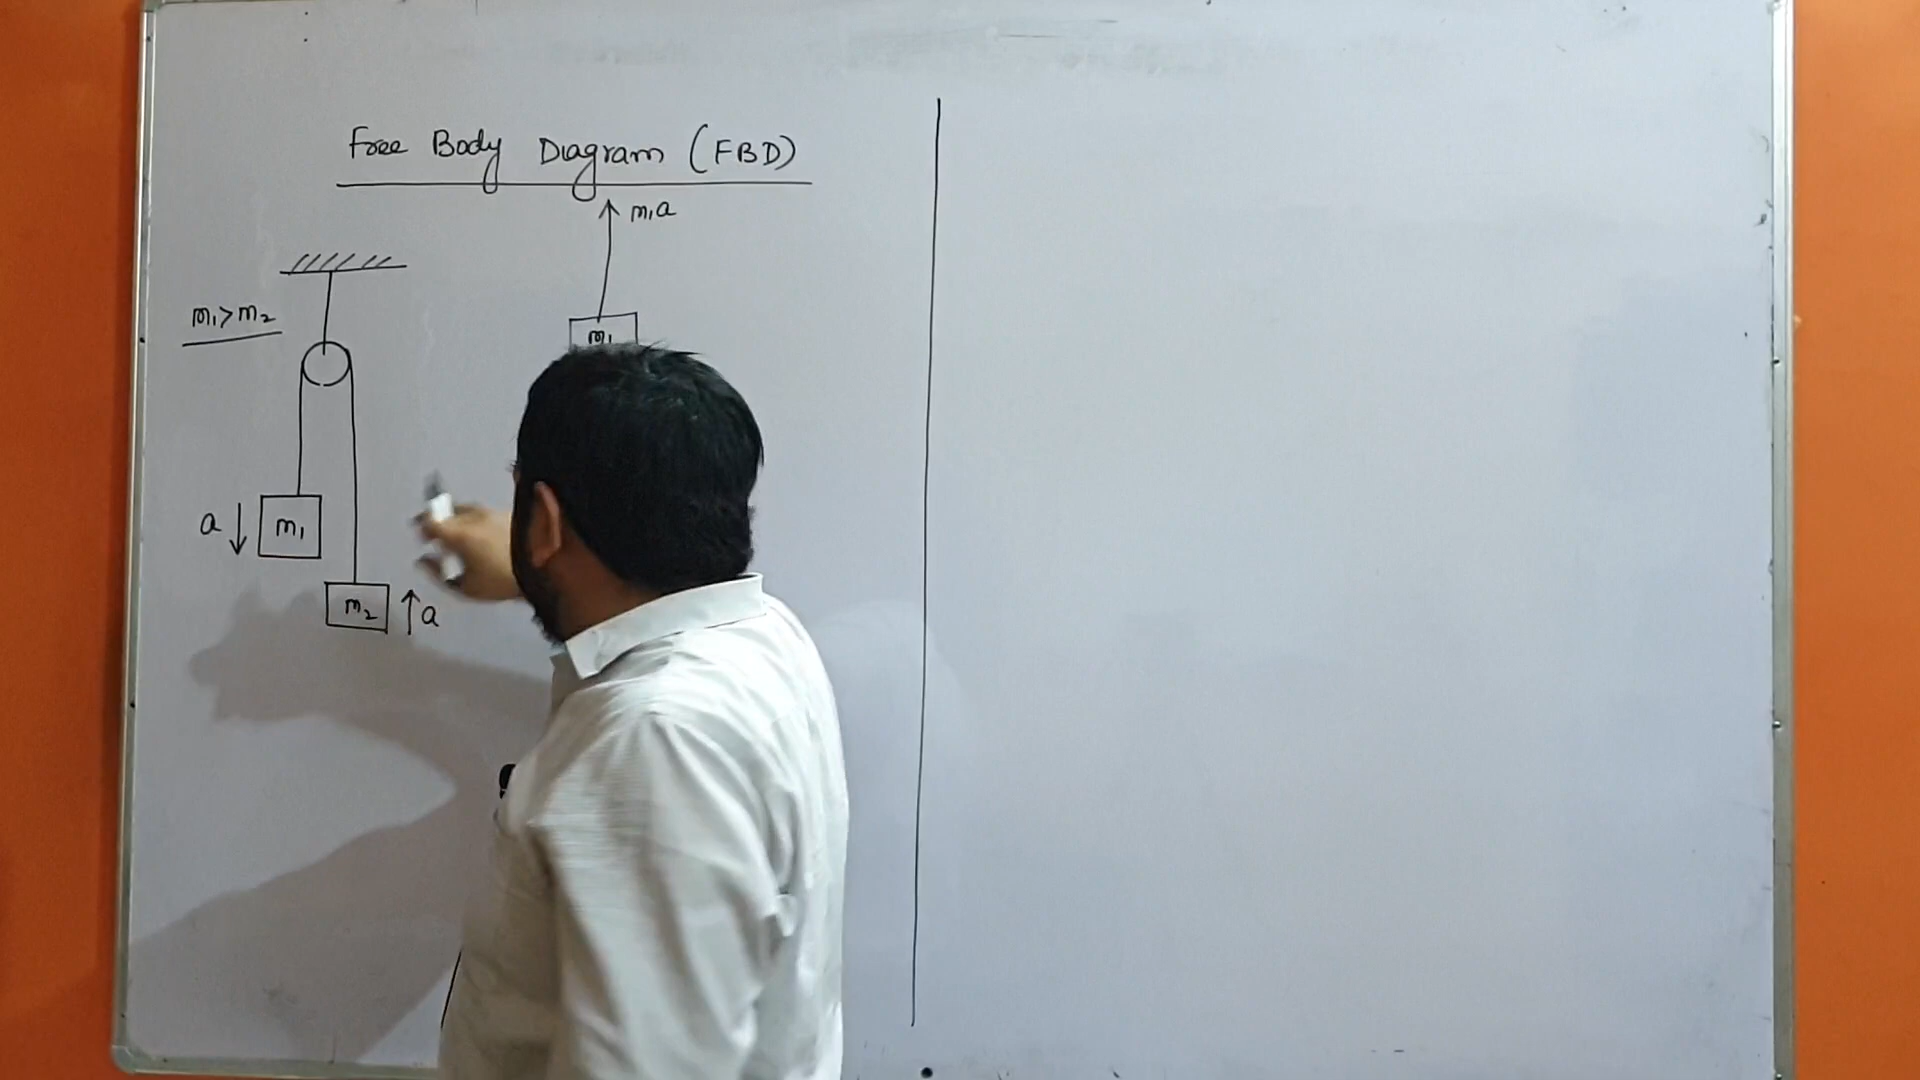 Free Body Diagram (FBD)
m₁a
m₁>m₂
m₁
a
m₁
m₂
a